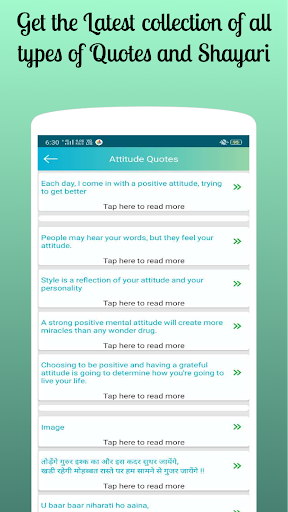 Get the Latest collection of all
types of Quotes and Shayari
6:30
Attitude Quotes
Each day, I come in with a positive attitude, trying
to get better
Tap here to read more
People may hear your words, but they feel your
attitude.
Tap here to read more
Style is a reflection of your attitude and your
personality
Tap here to read more
A strong positive mental attitude will create more
miracles than any wonder drug.
Tap here to read more
Choosing to be positive and having a grateful
attitude is going to determine how you're going to
live your life.
Tap here to read more
Image
Tap here to read more
तोड़ेंगे गुरुर इश्क का और इस कदर सुधर जायेंगे,
खडी रहेगी मोहब्बत रास्ते पर हम सामने से गुजर जायेंगे !!
Tap here to read more
U baar baar niharati ho aaina,